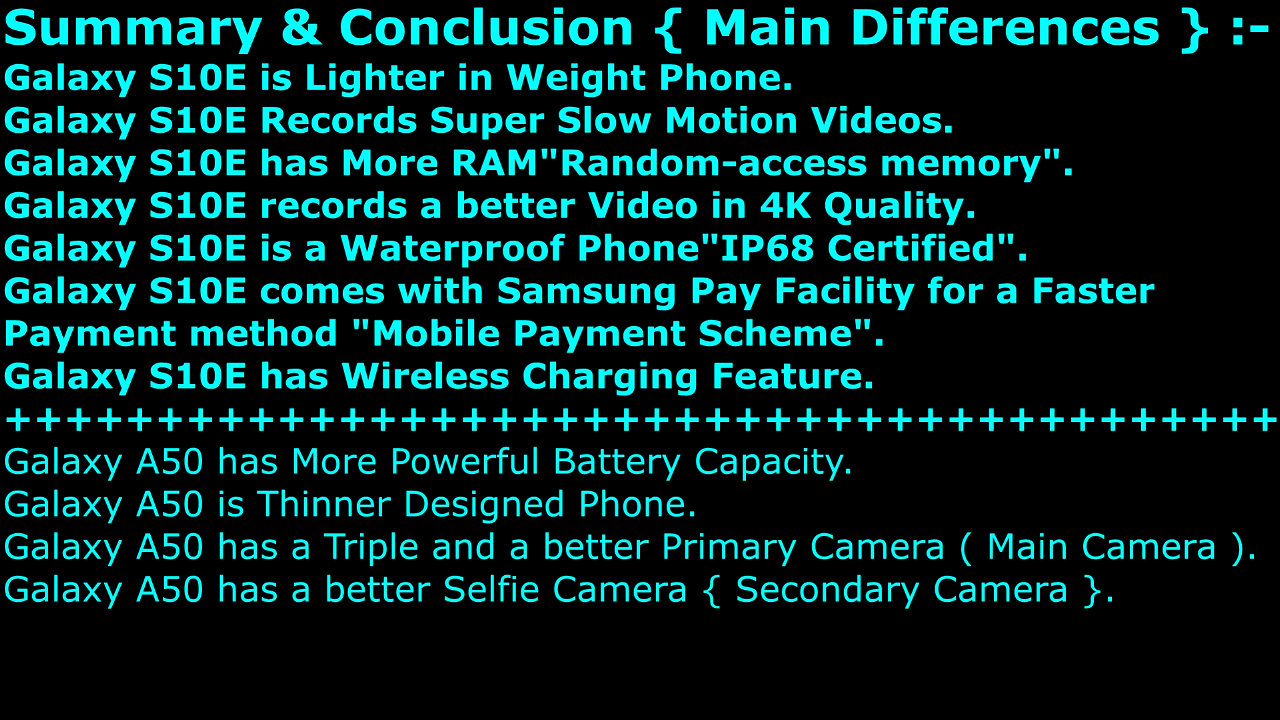 Summary & Conclusion { Main Differences } :-
Galaxy S10E is Lighter in Weight Phone.
Galaxy S10E Records Super Slow Motion Videos.
Galaxy S10E has More RAM"Random-access memory".
Galaxy S10E records a better Video in 4K Quality.
Galaxy S10E is a Waterproof Phone"IP68 Certified".
Galaxy S10E comes with Samsung Pay Facility for a Faster
Payment method "Mobile Payment Scheme".
Galaxy S10E has Wireless Charging Feature.
++++++++++++++++++++++++++++++++++++++++++
Galaxy A50 has More Powerful Battery Capacity.
Galaxy A50 is Thinner Designed Phone.
Galaxy A50 has a Triple and a better Primary Camera ( Main Camera ).
Galaxy A50 has a better Selfie Camera { Secondary Camera }.